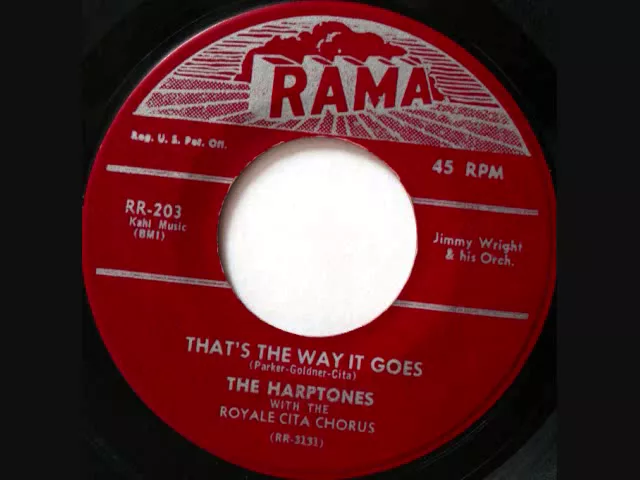 RAMA
Reg. U. S. Pat. Off.
45 RPM
RR-203
Kahl Music
(BMI)
Jimmy Wright
& his Orch.
THAT'S THE WAY IT GOES
(Parker-Goldner-Cita)
THE HARPTONES
WITH THE
ROYALE CITA CHORUS
(RR-3131)